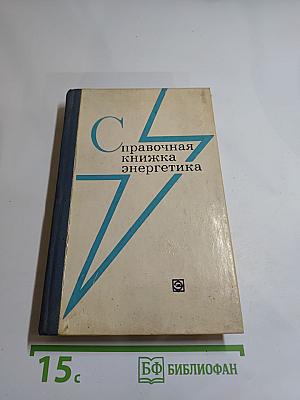 Справочная
книжка
энергетика
15с
БФ БИБЛИОФАН